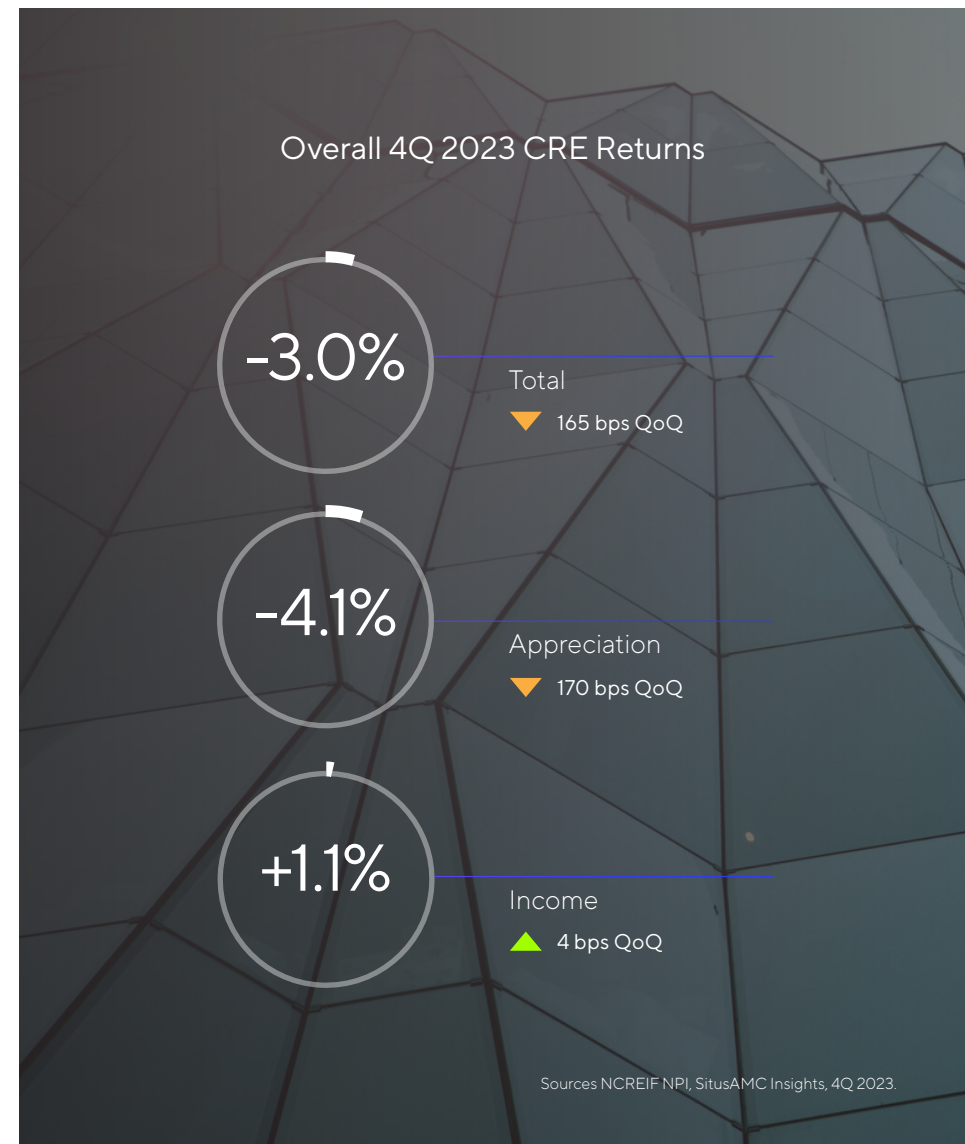 Overall 4Q 2023 CRE Returns
-3.0%
Total
165 bps QoQ
-4.1%
Appreciation
170 bps QoQ
+1.1%
Income
4 bps QoQ
Sources NCREIF NPI, SitusAMC Insights, 4Q 2023.